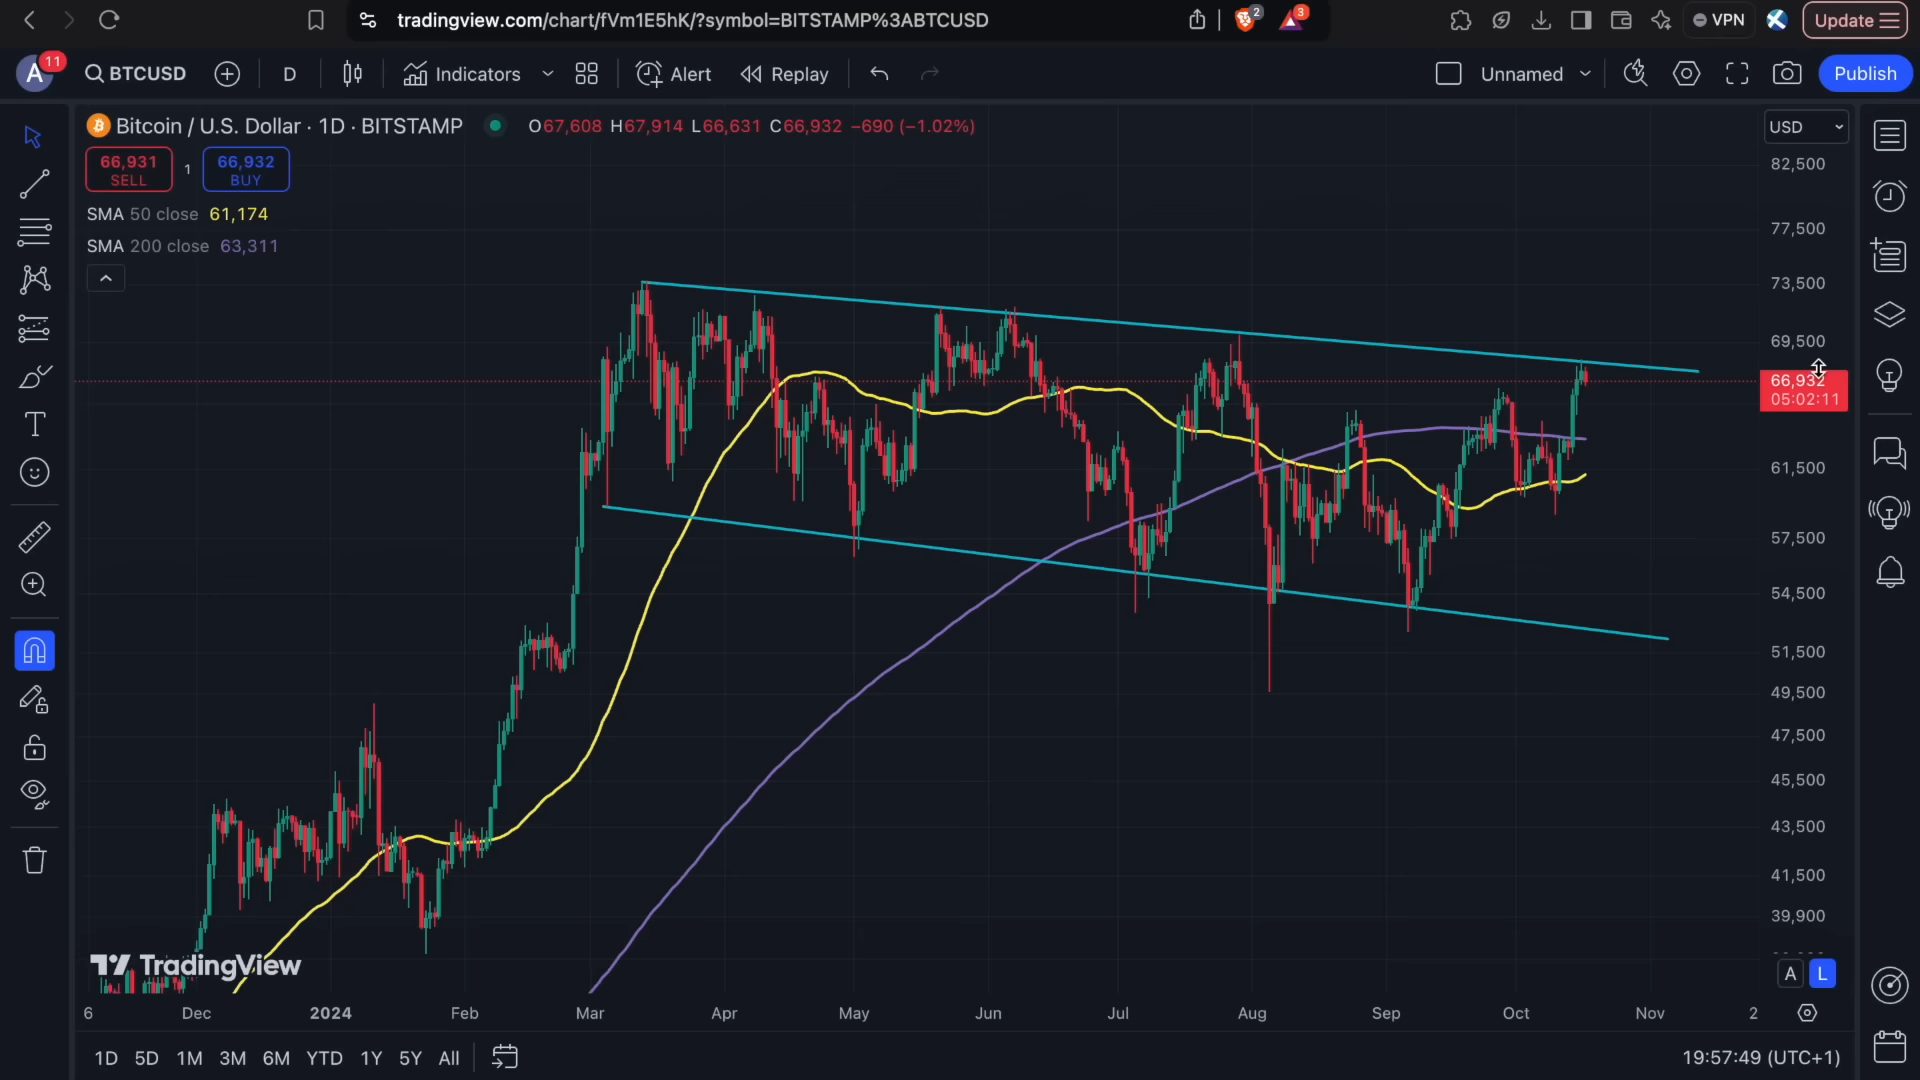 tradingview.com/chart/fVm1E5hK/?symbol=BITSTAMP%3ABTCUSD
2
3
VPN
Update
A
11
BTCUSD
D
Indicators
Alert
Replay
Unnamed
Publish
Bitcoin / U.S. Dollar · 1D · BITSTAMP
O67,608 H67,914 L66,631 C66,932 −690 (−1.02%)
USD
66,931
SELL
1
66,932
BUY
SMA 50 close 61,174
SMA 200 close 63,311
82,500
77,500
73,500
69,500
66,932
05:02:11
61,500
57,500
54,500
51,500
49,500
47,500
45,500
43,500
41,500
39,900
TradingView
A
L
6
Dec
2024
Feb
Mar
Apr
May
Jun
Jul
Aug
Sep
Oct
Nov
2
1D
5D
1M
3M
6M
YTD
1Y
5Y
All
19:57:49 (UTC+1)